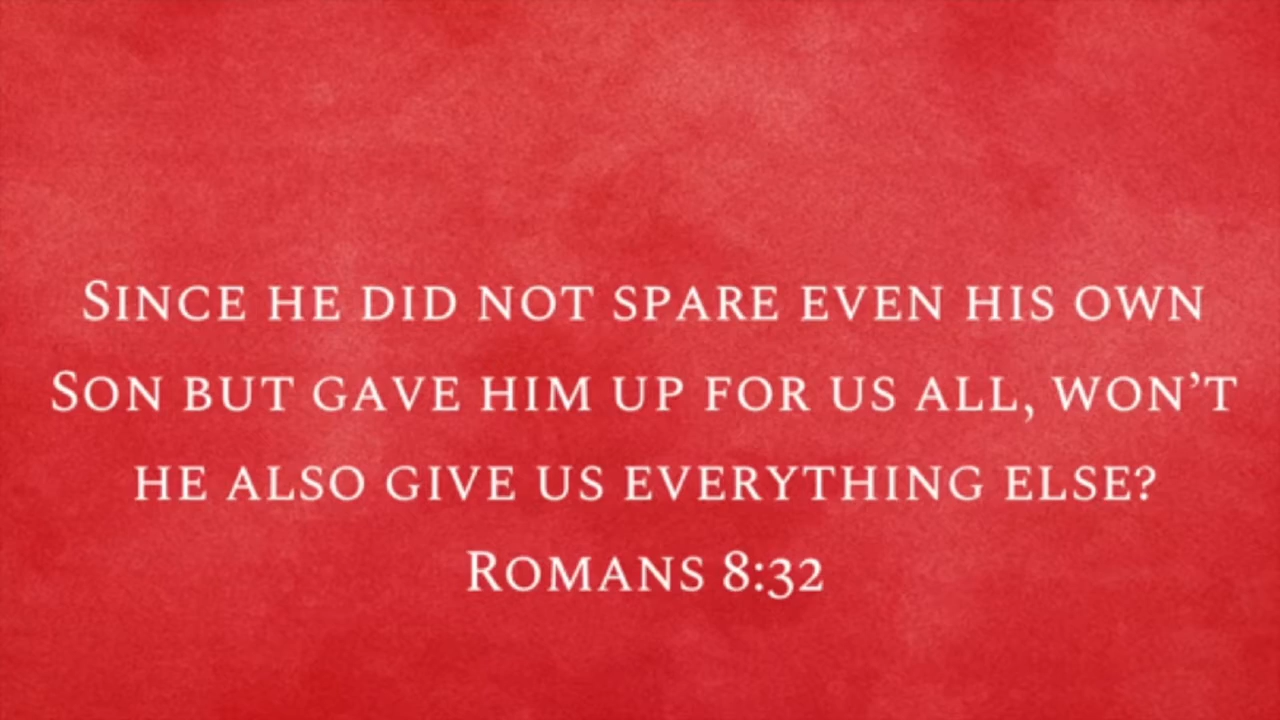 Since he did not spare even his own
Son but gave him up for us all, won’t
he also give us everything else?
Romans 8:32